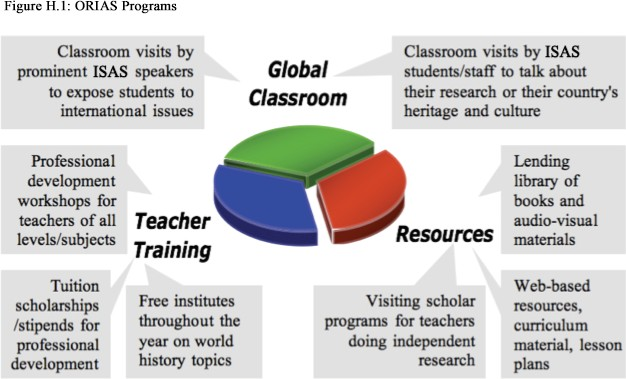 Figure H.1: ORIAS Programs
Classroom visits by
prominent ISAS speakers
to expose students to
international issues
Global
Classroom
Classroom visits by ISAS
students/staff to talk about
their research or their country's
heritage and culture
Professional
development
workshops for
teachers of all
levels/subjects
Teacher
Training
Resources
Lending
library of
books and
audio-visual
materials
Tuition
scholarships
/stipends for
professional
development
Free institutes
throughout the
year on world
history topics
Visiting scholar
programs for teachers
doing independent
research
Web-based
resources,
curriculum
material, lesson
plans